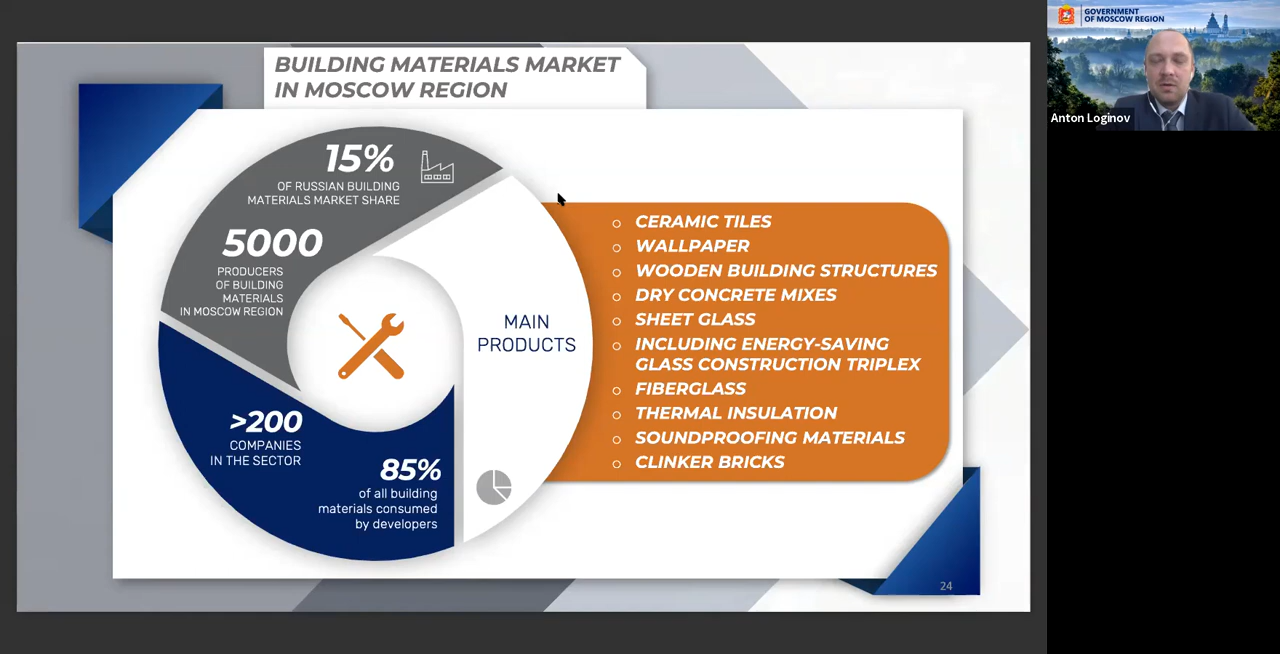 BUILDING MATERIALS MARKET
IN MOSCOW REGION
15%
OF RUSSIAN BUILDING
MATERIALS MARKET SHARE
5000
PRODUCERS
OF BUILDING
MATERIALS
IN MOSCOW REGION
>200
COMPANIES
IN THE SECTOR
85%
of all building
materials consumed
by developers
MAIN
PRODUCTS
CERAMIC TILES
WALLPAPER
WOODEN BUILDING STRUCTURES
DRY CONCRETE MIXES
SHEET GLASS
INCLUDING ENERGY-SAVING
GLASS CONSTRUCTION TRIPLEX
FIBERGLASS
THERMAL INSULATION
SOUNDPROOFING MATERIALS
CLINKER BRICKS
24
GOVERNMENT
OF MOSCOW REGION
Anton Loginov